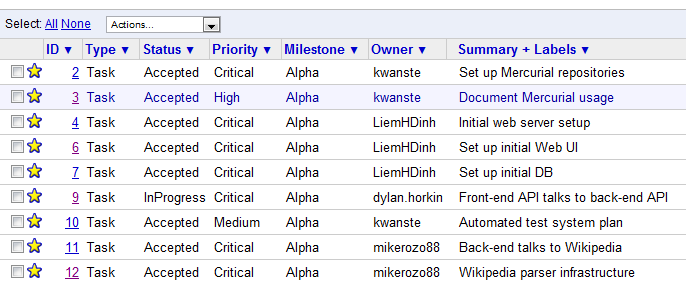 Select: All None Actions...
ID ▼ Type ▼ Status ▼ Priority ▼ Milestone ▼ Owner ▼ Summary + Labels ▼
2 Task Accepted Critical Alpha kwanste Set up Mercurial repositories
3 Task Accepted High Alpha kwanste Document Mercurial usage
4 Task Accepted Critical Alpha LiemHDinh Initial web server setup
6 Task Accepted Critical Alpha LiemHDinh Set up initial Web UI
7 Task Accepted Critical Alpha LiemHDinh Set up initial DB
9 Task InProgress Critical Alpha dylan.horkin Front-end API talks to back-end API
10 Task Accepted Medium Alpha kwanste Automated test system plan
11 Task Accepted Critical Alpha mikerozo88 Back-end talks to Wikipedia
12 Task Accepted Critical Alpha mikerozo88 Wikipedia parser infrastructure